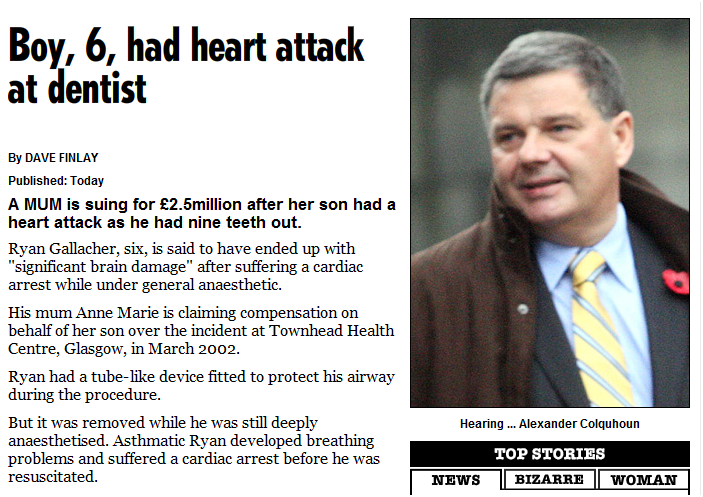 Boy, 6, had heart attack
at dentist
By DAVE FINLAY
Published: Today
A MUM is suing for £2.5million after her son had a
heart attack as he had nine teeth out.
Ryan Gallacher, six, is said to have ended up with
"significant brain damage" after suffering a cardiac
arrest while under general anaesthetic.
His mum Anne Marie is claiming compensation on
behalf of her son over the incident at Townhead Health
Centre, Glasgow, in March 2002.
Ryan had a tube-like device fitted to protect his airway
during the procedure.
But it was removed while he was still deeply
anaesthetised. Asthmatic Ryan developed breathing
problems and suffered a cardiac arrest before he was
resuscitated.
Hearing ... Alexander Colquhoun
TOP STORIES
NEWS BIZARRE WOMAN